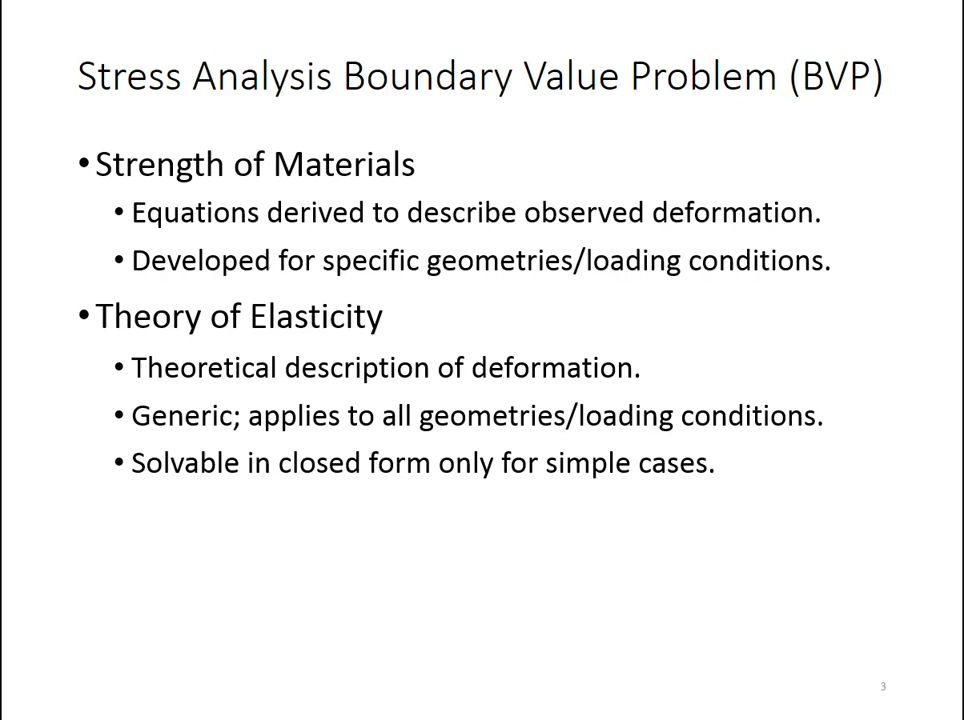 Stress Analysis Boundary Value Problem (BVP)
• Strength of Materials
• Equations derived to describe observed deformation.
• Developed for specific geometries/loading conditions.
• Theory of Elasticity
• Theoretical description of deformation.
• Generic; applies to all geometries/loading conditions.
• Solvable in closed form only for simple cases.
3